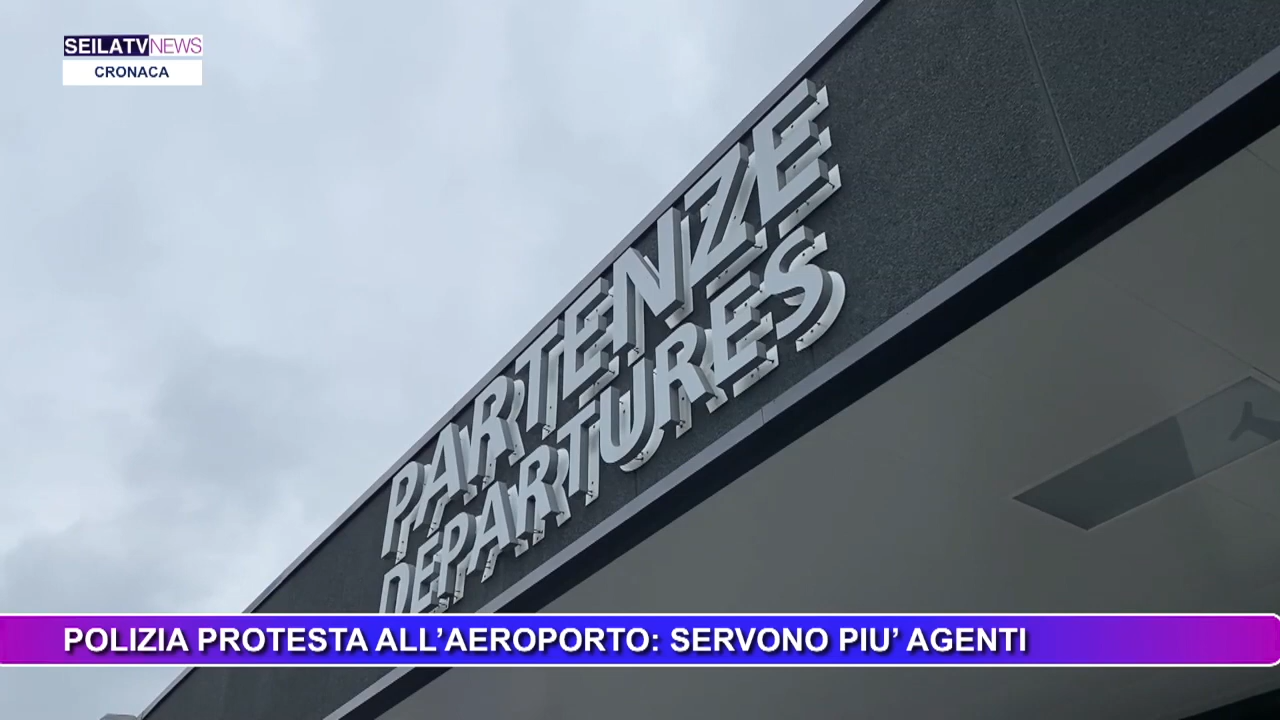 SEILATVNEWS
CRONACA
PARTENZE
DEPARTURES
POLIZIA PROTESTA ALL’AEROPORTO: SERVONO PIU’ AGENTI